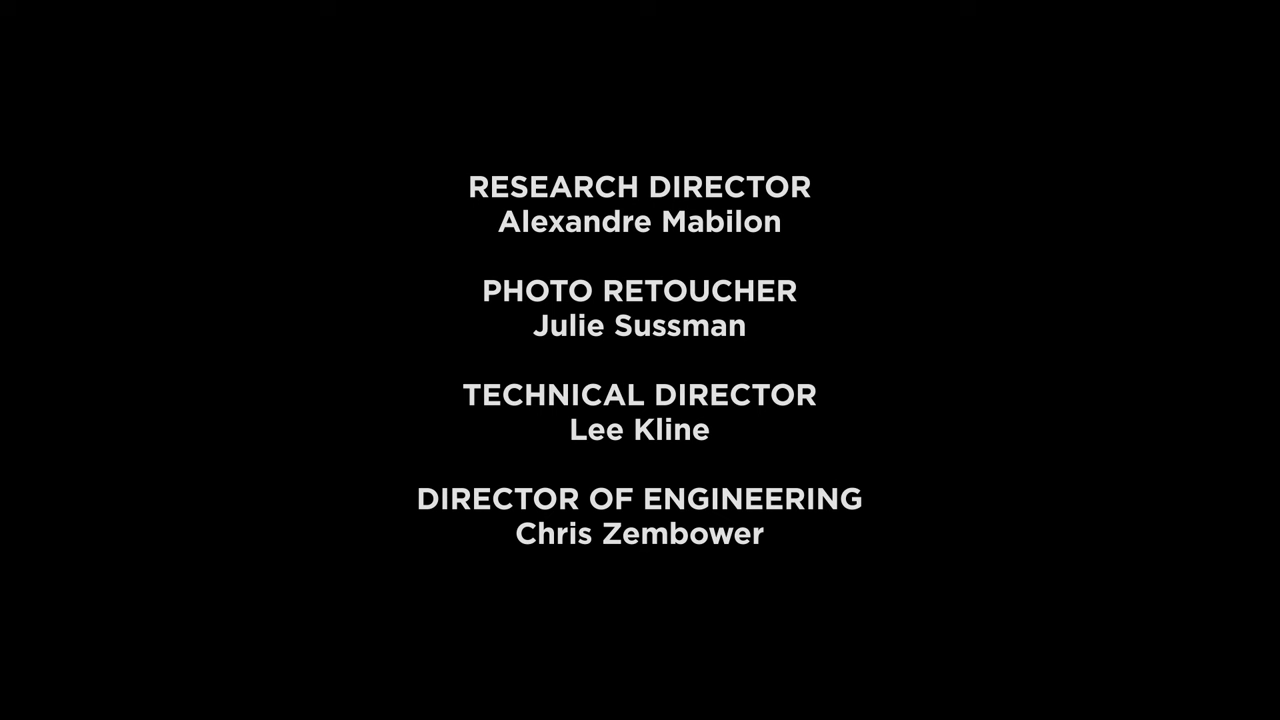 RESEARCH DIRECTOR
Alexandre Mabilon
PHOTO RETOUCHER
Julie Sussman
TECHNICAL DIRECTOR
Lee Kline
DIRECTOR OF ENGINEERING
Chris Zembower